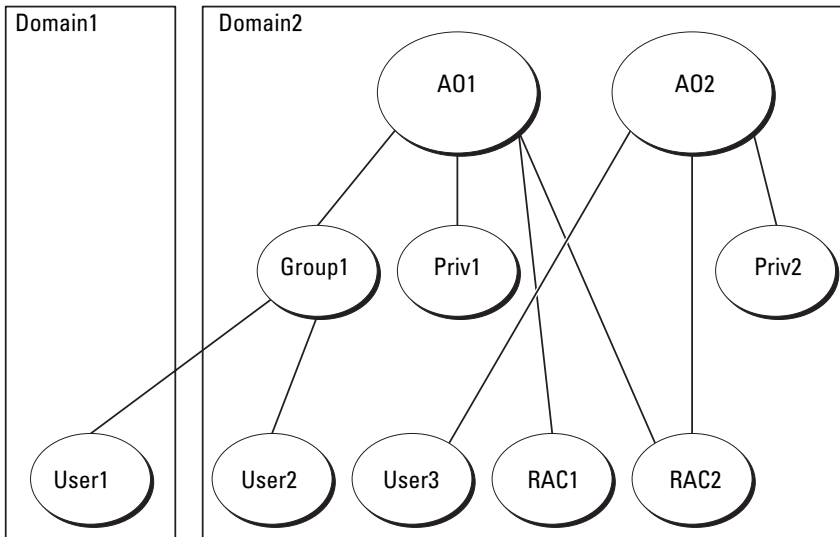 Domain1
Domain2
AO1
AO2
Group1
Priv1
Priv2
User1
User2
User3
RAC1
RAC2